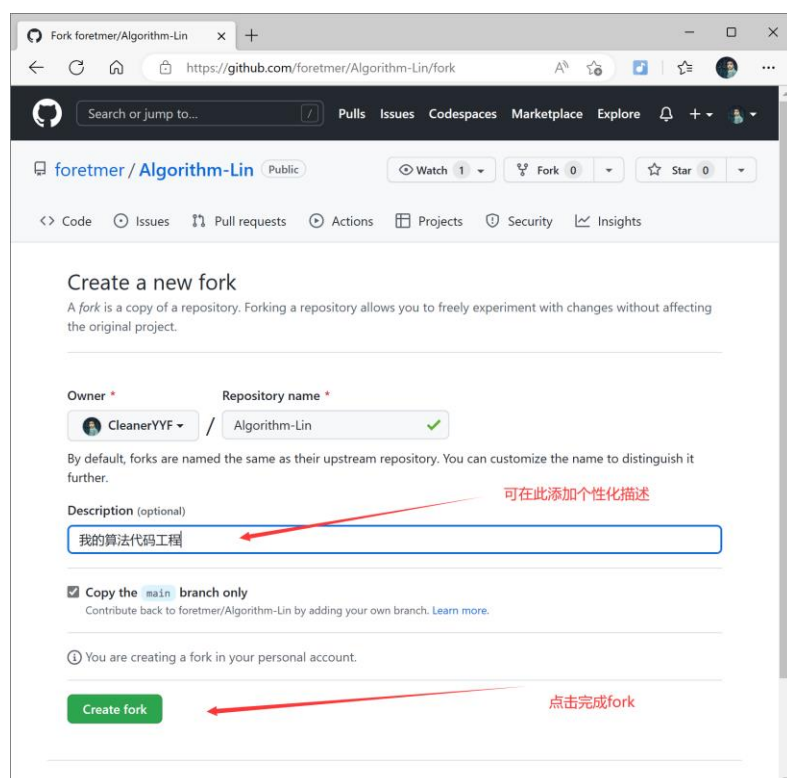 Fork foretmer/Algorithm-Lin
https://github.com/foretmer/Algorithm-Lin/fork
Search or jump to...
/
Pulls Issues Codespaces Marketplace Explore
foretmer / Algorithm-Lin Public
Watch 1
Fork 0
Star 0
Code Issues Pull requests Actions Projects Security Insights
Create a new fork
A fork is a copy of a repository. Forking a repository allows you to freely experiment with changes without affecting
the original project.
Owner * Repository name *
CleanerYYF / Algorithm-Lin
By default, forks are named the same as their upstream repository. You can customize the name to distinguish it
further.
可在此添加个性化描述
Description (optional)
我的算法代码工程
Copy the main branch only
Contribute back to foretmer/Algorithm-Lin by adding your own branch. Learn more.
You are creating a fork in your personal account.
点击完成fork
Create fork